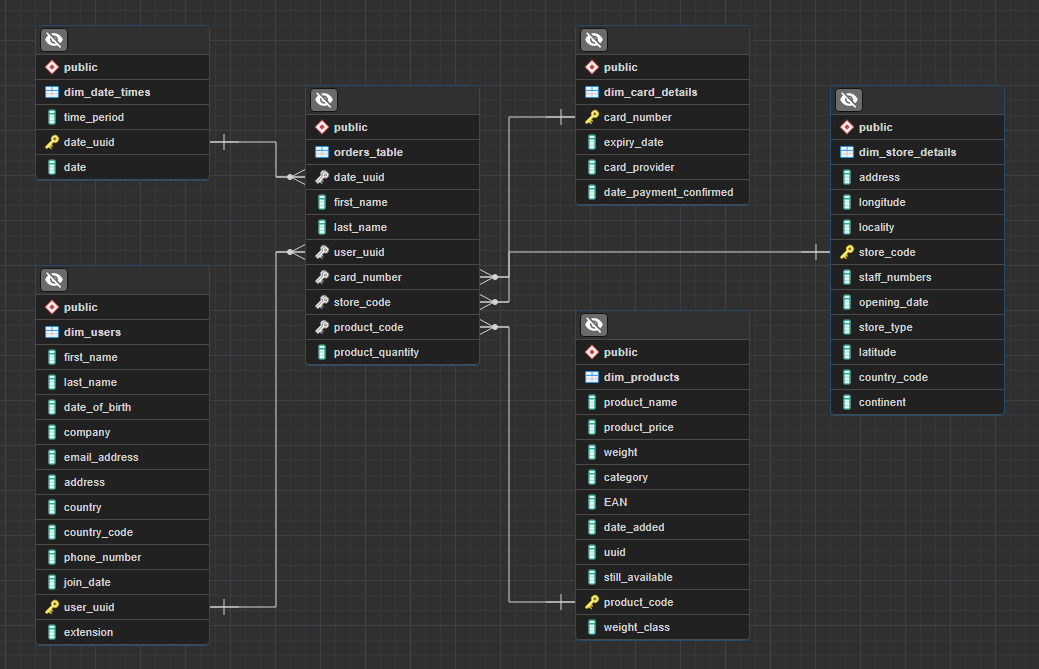 public
dim_date_times
time_period
date_uuid
date
public
dim_users
first_name
last_name
date_of_birth
company
email_address
address
country
country_code
phone_number
join_date
user_uuid
extension
public
orders_table
date_uuid
first_name
last_name
user_uuid
card_number
store_code
product_code
product_quantity
public
dim_card_details
card_number
expiry_date
card_provider
date_payment_confirmed
public
dim_products
product_name
product_price
weight
category
EAN
date_added
uuid
still_available
product_code
weight_class
public
dim_store_details
address
longitude
locality
store_code
staff_numbers
opening_date
store_type
latitude
country_code
continent